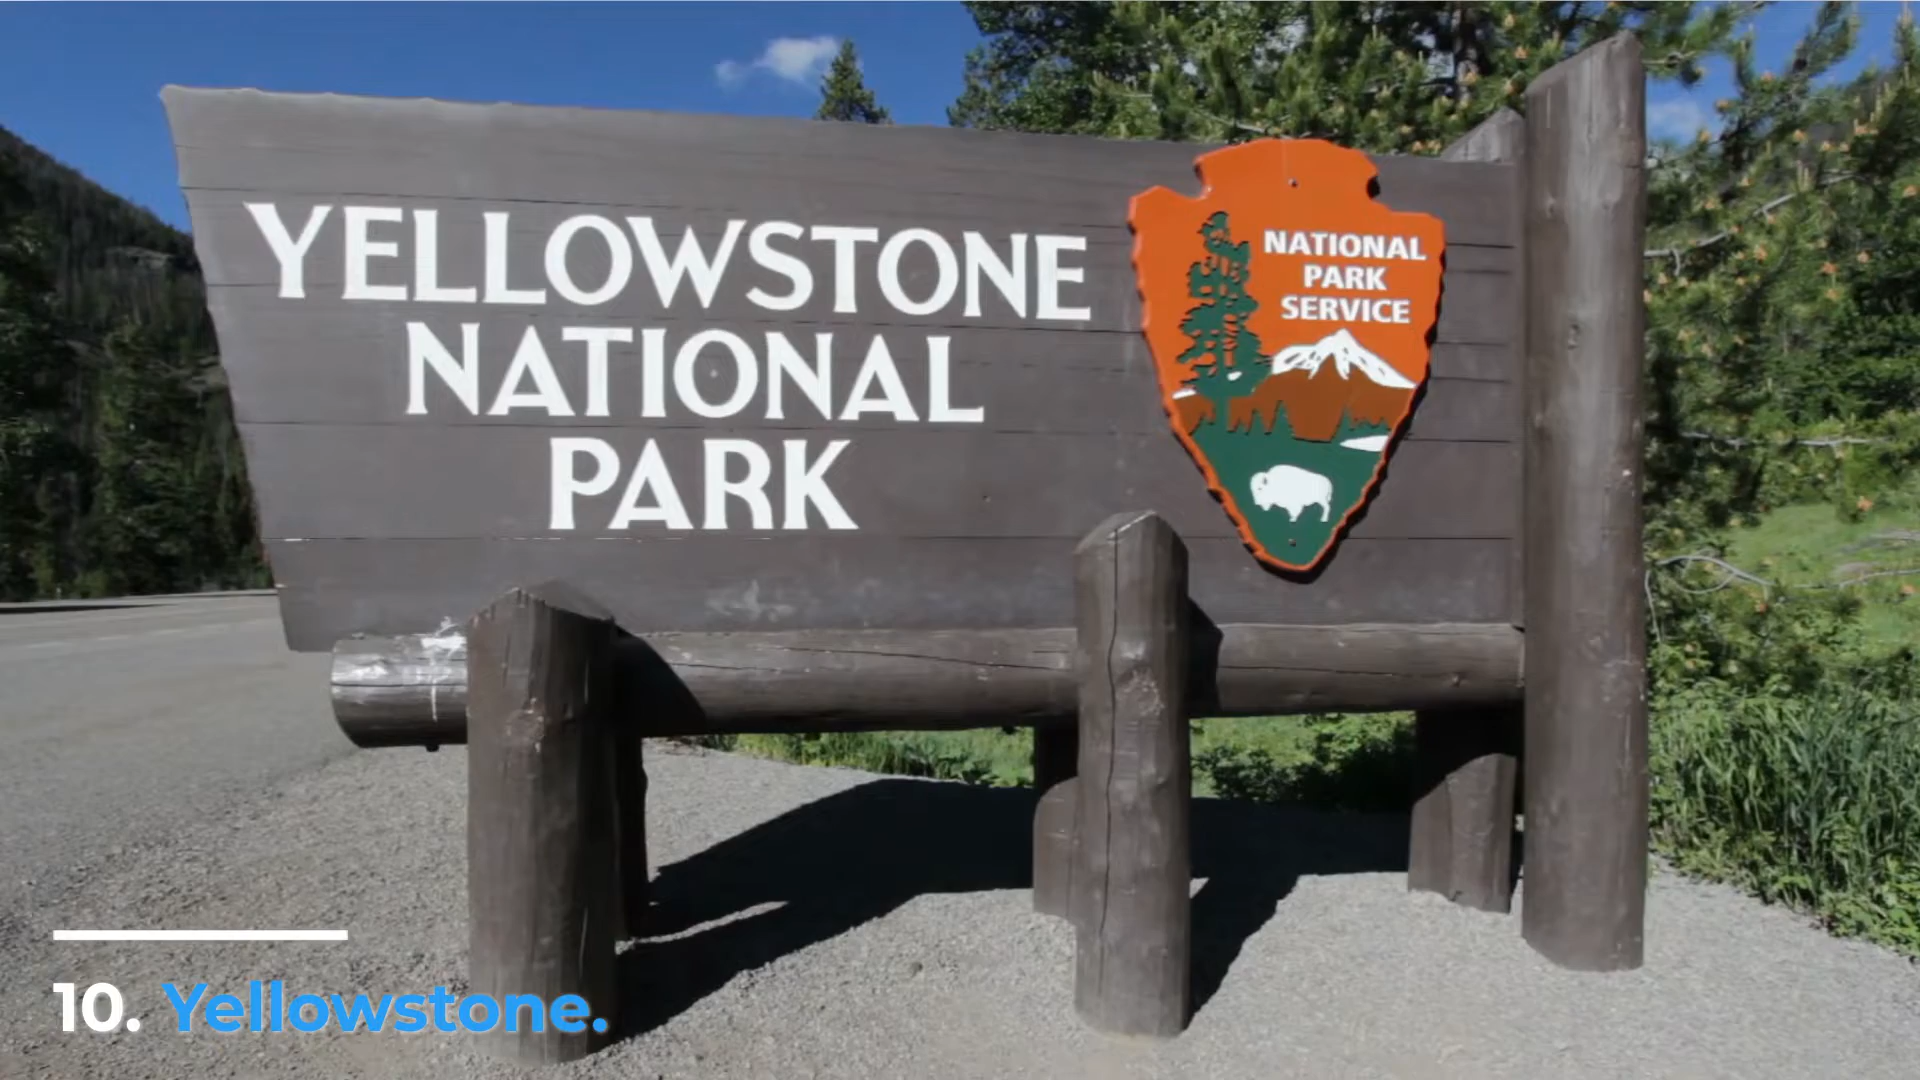 YELLOWSTONE
NATIONAL
PARK
NATIONAL
PARK
SERVICE
10. Yellowstone.